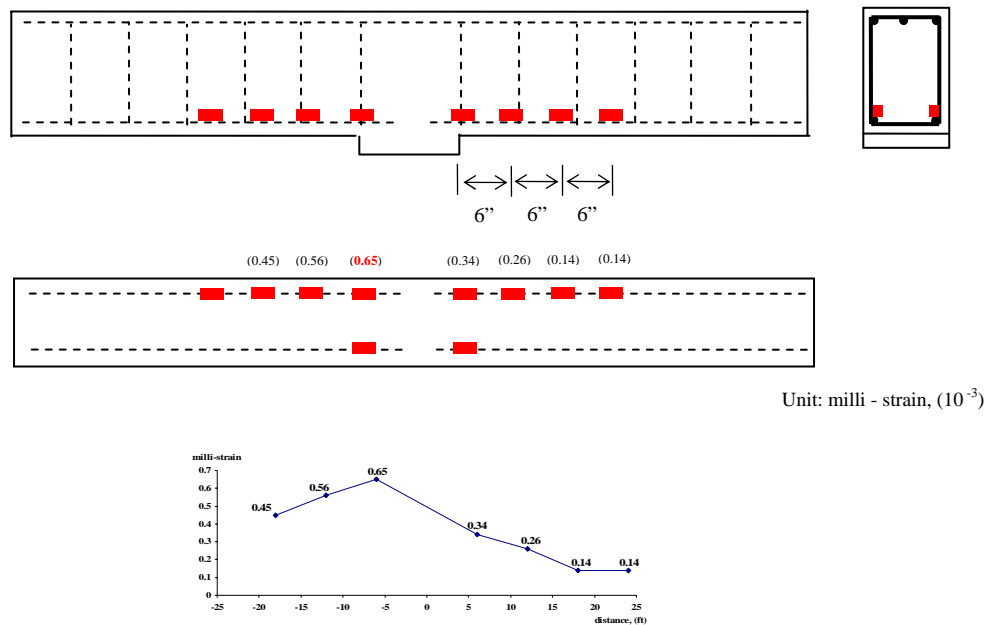 6” 6” 6”
(0.45) (0.56) (0.65) (0.34) (0.26) (0.14) (0.14)
Unit: milli - strain, (10 -3)
milli-strain
0.7
0.6
0.5
0.4
0.3
0.2
0.1
0
0.45
0.56
0.65
0.34
0.26
0.14
0.14
-25 -20 -15 -10 -5 0 5 10 15 20 25
distance, (ft)